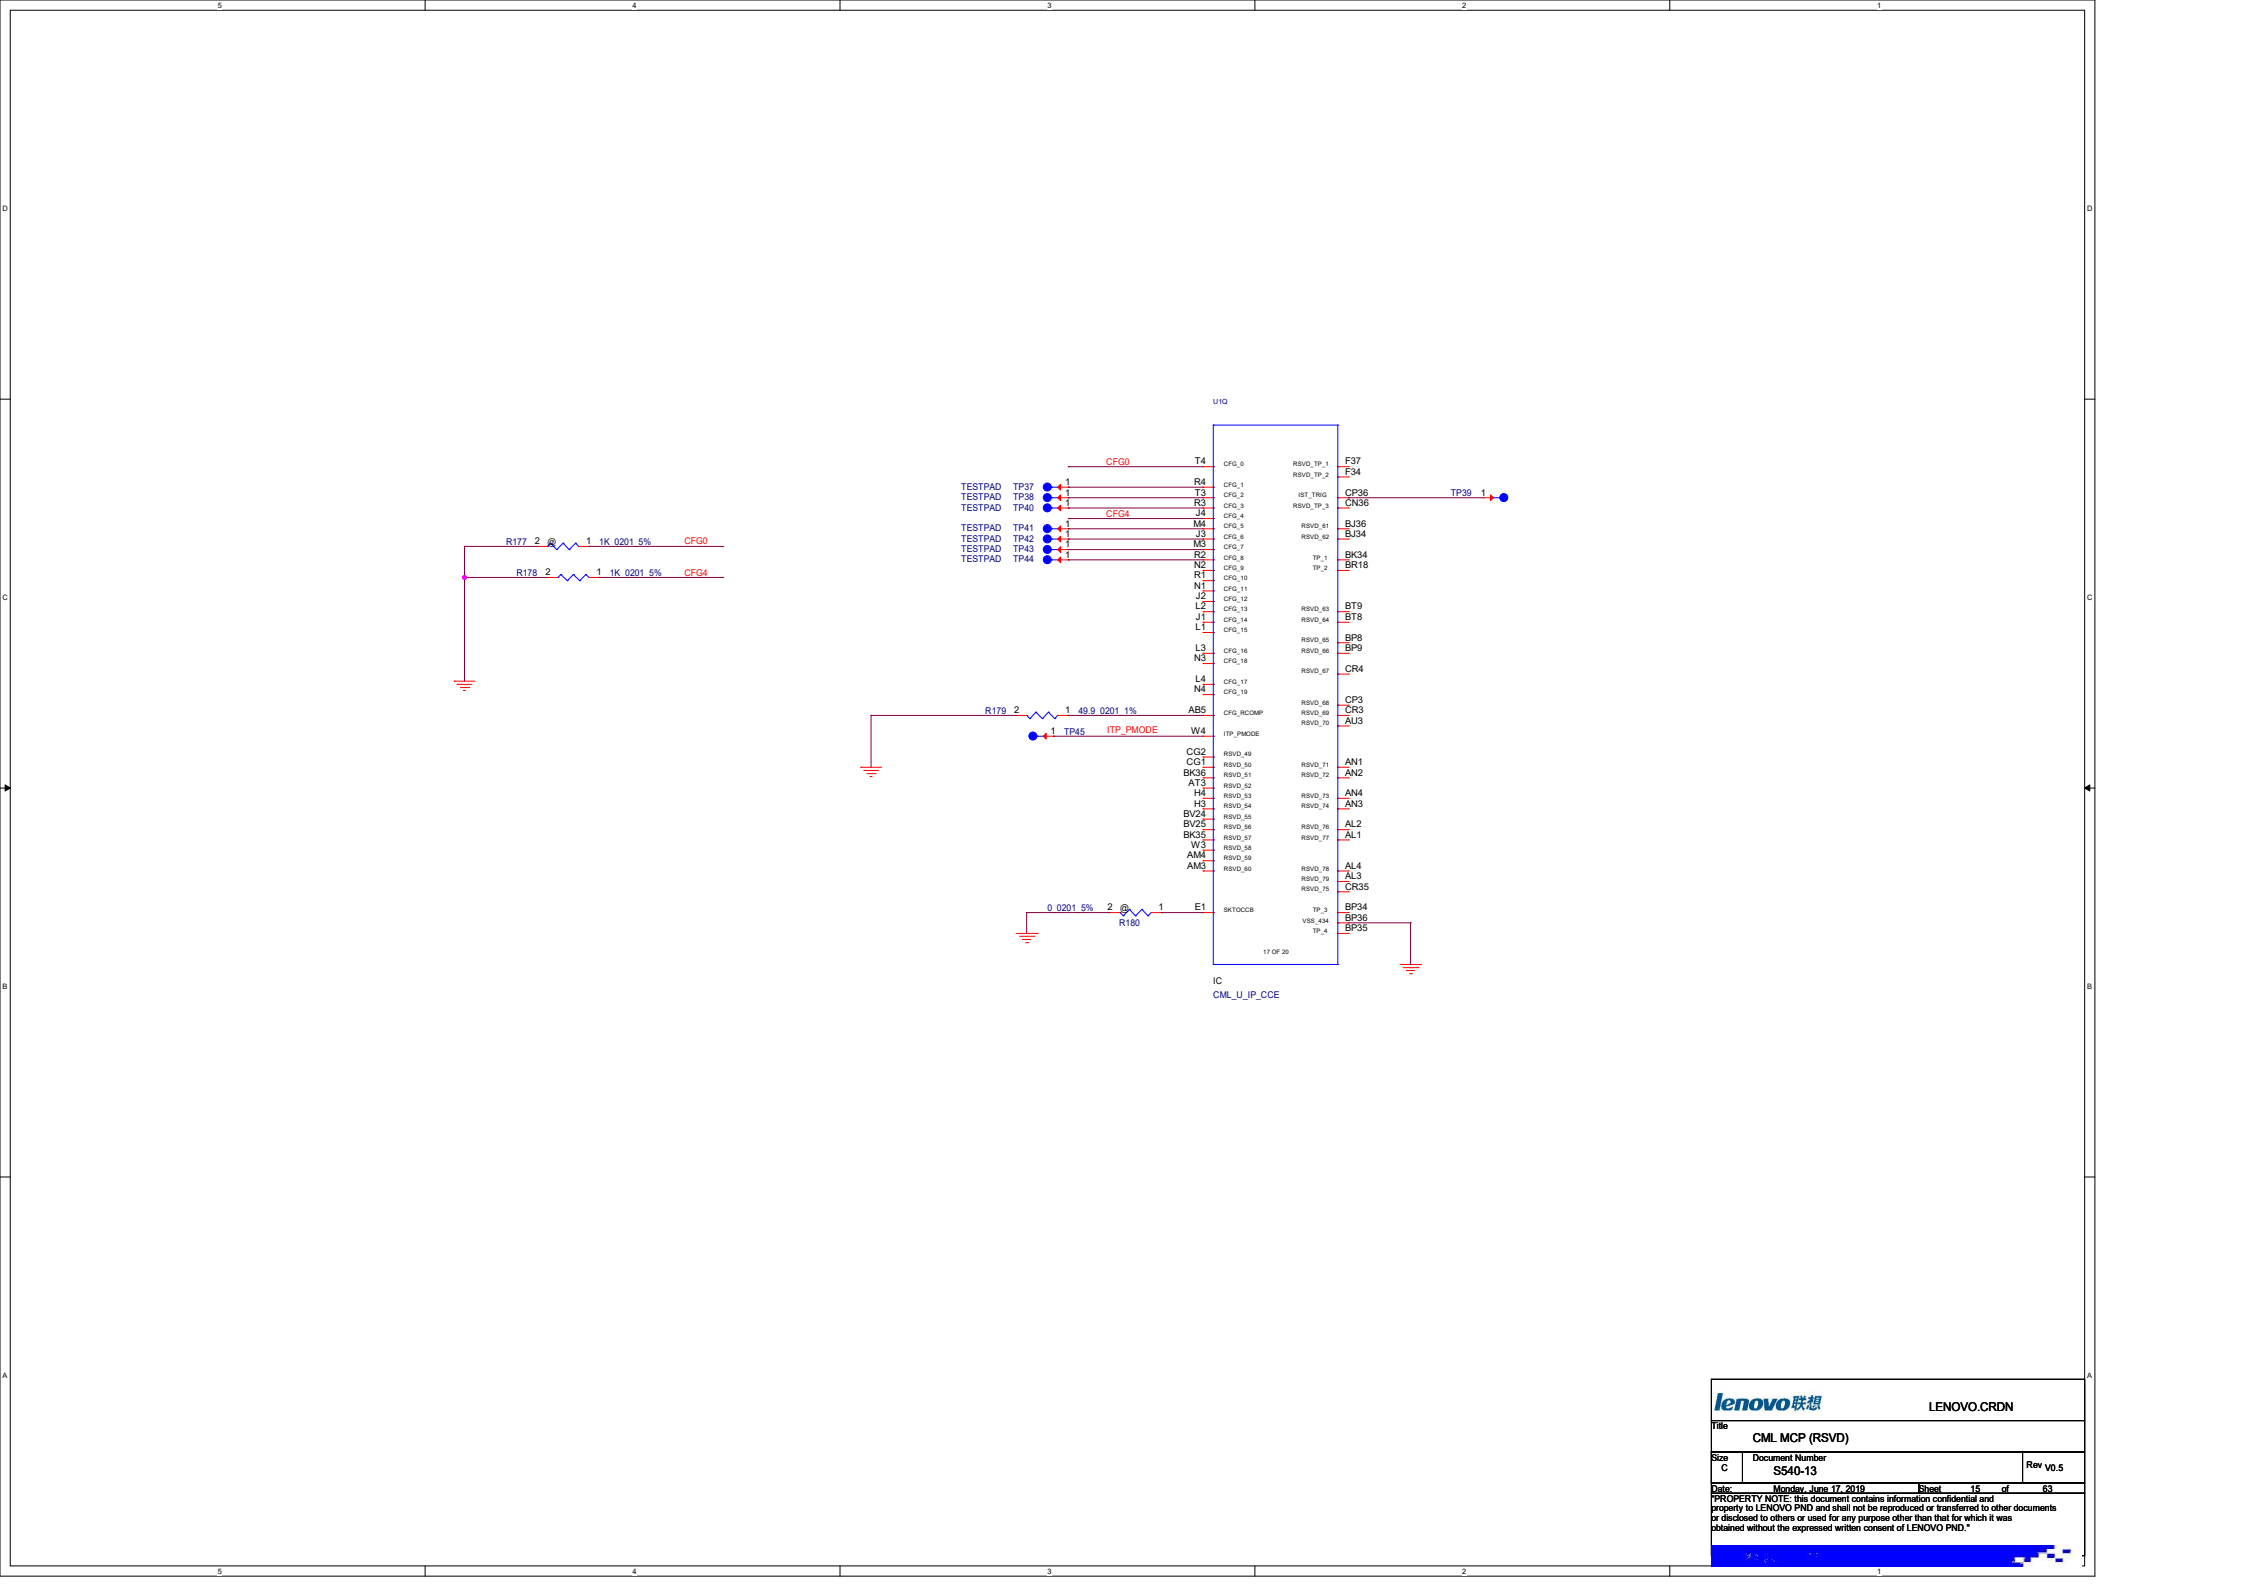 5 4 3 2 1
D D
C C
B B
A A
U1Q
CFG0 T4 CFG_0 RSVD_TP_1 F37
RSVD_TP_2 F34
TESTPAD TP37 1 R4 CFG_1
TESTPAD TP38 1 T3 CFG_2 IST_TRIG CP36 TP39 1
TESTPAD TP40 1 R3 CFG_3 RSVD_TP_3 CN36
CFG4 J4 CFG_4
TESTPAD TP41 1 M4 CFG_5 RSVD_61 BJ36
TESTPAD TP42 1 J3 CFG_6 RSVD_62 BJ34
TESTPAD TP43 1 M3 CFG_7
TESTPAD TP44 1 R2 CFG_8 TP_1 BK34
N2 CFG_9 TP_2 BR18
R1 CFG_10
N1 CFG_11
J2 CFG_12
L2 CFG_13 RSVD_63 BT9
J1 CFG_14 RSVD_64 BT8
L1 CFG_15
RSVD_65 BP8
L3 CFG_16 RSVD_66 BP9
N3 CFG_18
RSVD_67 CR4
L4 CFG_17
N4 CFG_19
RSVD_68 CP3
R179 2 1 49.9 0201 1% AB5 CFG_RCOMP RSVD_69 CR3
RSVD_70 AU3
1 TP45 ITP_PMODE W4 ITP_PMODE
CG2 RSVD_49
CG1 RSVD_50 RSVD_71 AN1
BK36 RSVD_51 RSVD_72 AN2
AT3 RSVD_52
H4 RSVD_53 RSVD_73 AN4
H3 RSVD_54 RSVD_74 AN3
BV24 RSVD_55
BV25 RSVD_56 RSVD_76 AL2
BK35 RSVD_57 RSVD_77 AL1
W3 RSVD_58
AM4 RSVD_59
AM3 RSVD_60 RSVD_78 AL4
RSVD_79 AL3
RSVD_75 CR35
0 0201 5% 2 @ 1 E1 SKTOCCB TP_3 BP34
R180 VSS_434 BP36
TP_4 BP35
17 OF 20
IC
CML_U_IP_CCE
R177 2 @ 1 1K 0201 5% CFG0
R178 2 1 1K 0201 5% CFG4
lenovo联想 LENOVO.CRDN
Title
CML MCP (RSVD)
Size Document Number Rev
C S540-13 V0.5
Date: Monday, June 17, 2019 Sheet 15 of 63
"PROPERTY NOTE: this document contains information confidential and
property to LENOVO PND and shall not be reproduced or transferred to other documents
or disclosed to others or used for any purpose other than that for which it was
obtained without the expressed written consent of LENOVO PND."
5 4 3 2 1